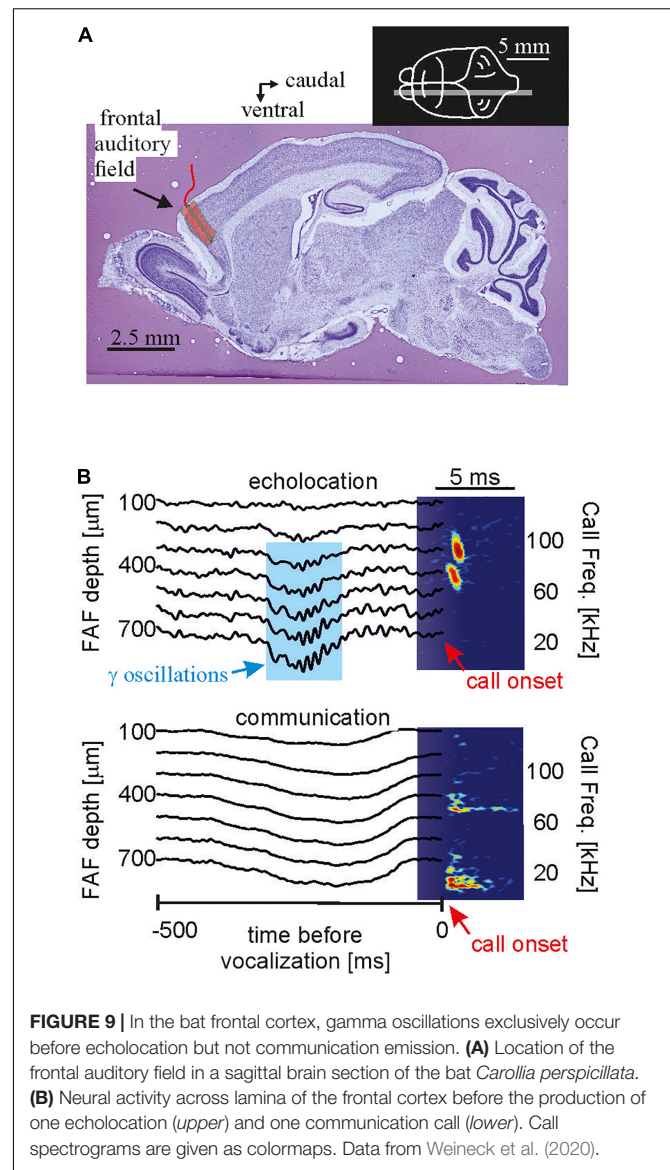 A
5 mm
caudal
ventral
frontal
auditory
field
2.5 mm
B
echolocation
5 ms
FAF depth [µm]
100
400
700
γ oscillations
100
60
20
Call Freq. [kHz]
call onset
communication
FAF depth [µm]
100
400
700
100
60
20
Call Freq. [kHz]
-500
time before
vocalization [ms]
0
call onset
FIGURE 9 | In the bat frontal cortex, gamma oscillations exclusively occur
before echolocation but not communication emission. (A) Location of the
frontal auditory field in a sagittal brain section of the bat Carollia perspicillata.
(B) Neural activity across lamina of the frontal cortex before the production of
one echolocation (upper) and one communication call (lower). Call
spectrograms are given as colormaps. Data from Weineck et al. (2020).